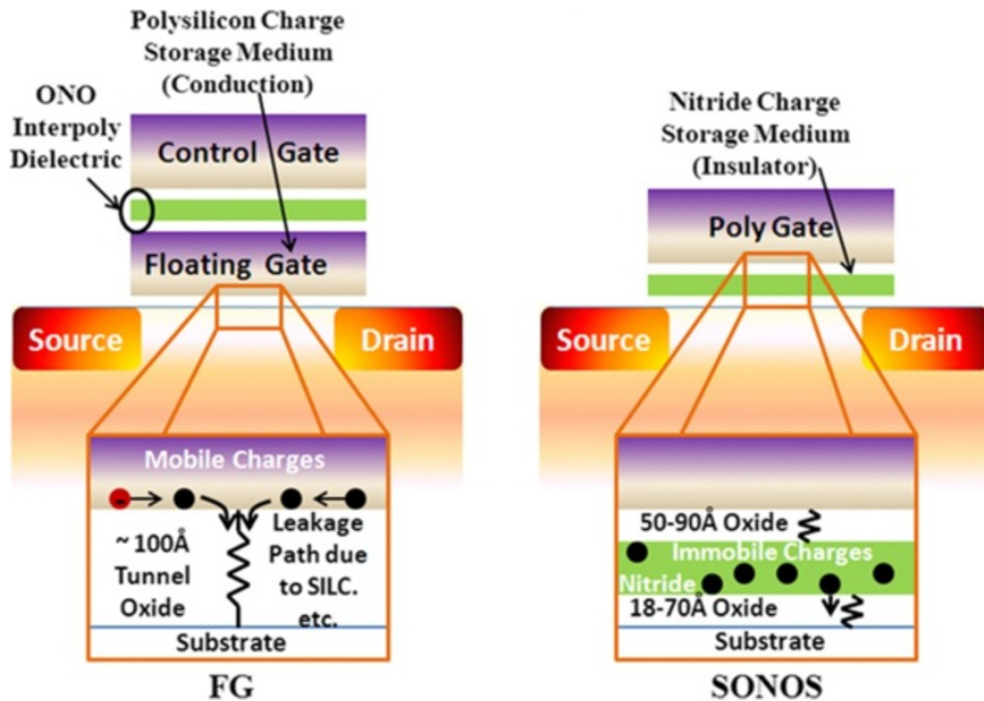 Polysilicon Charge
Storage Medium
(Conduction)
ONO
Interpoly
Dielectric
Control Gate
Floating Gate
Source
Drain
Mobile Charges
~ 100Å
Tunnel
Oxide
Leakage
Path due
to SILC.
etc.
Substrate
FG
Nitride Charge
Storage Medium
(Insulator)
Poly Gate
Source
Drain
50-90Å Oxide
Immobile Charges
Nitride
18-70Å Oxide
Substrate
SONOS